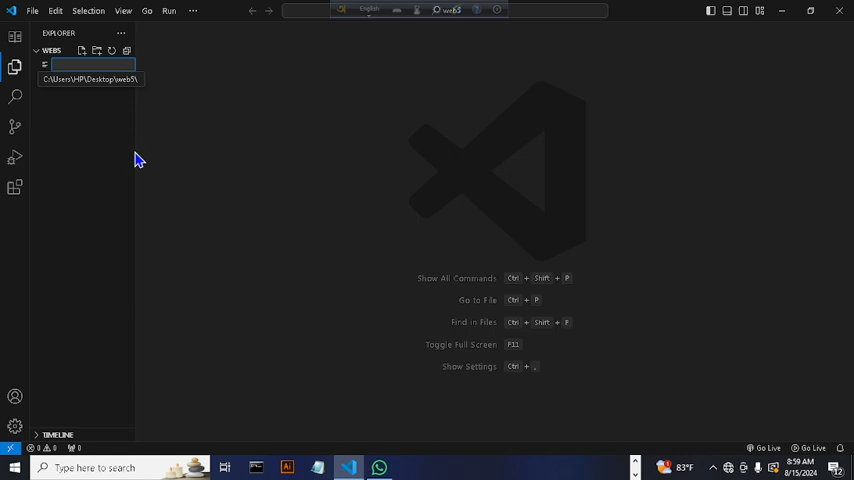 File Edit Selection View Go Run ···
English web5
EXPLORER ···
WEB5
C:\Users\HP\Desktop\web5\
Show All Commands Ctrl + Shift + P
Go to File Ctrl + P
Find in Files Ctrl + Shift + F
Toggle Full Screen F11
Show Settings Ctrl + ,
TIMELINE
0 0 0 Go Live Go Live
Type here to search Ai 83°F 8:59 AM
8/15/2024 12